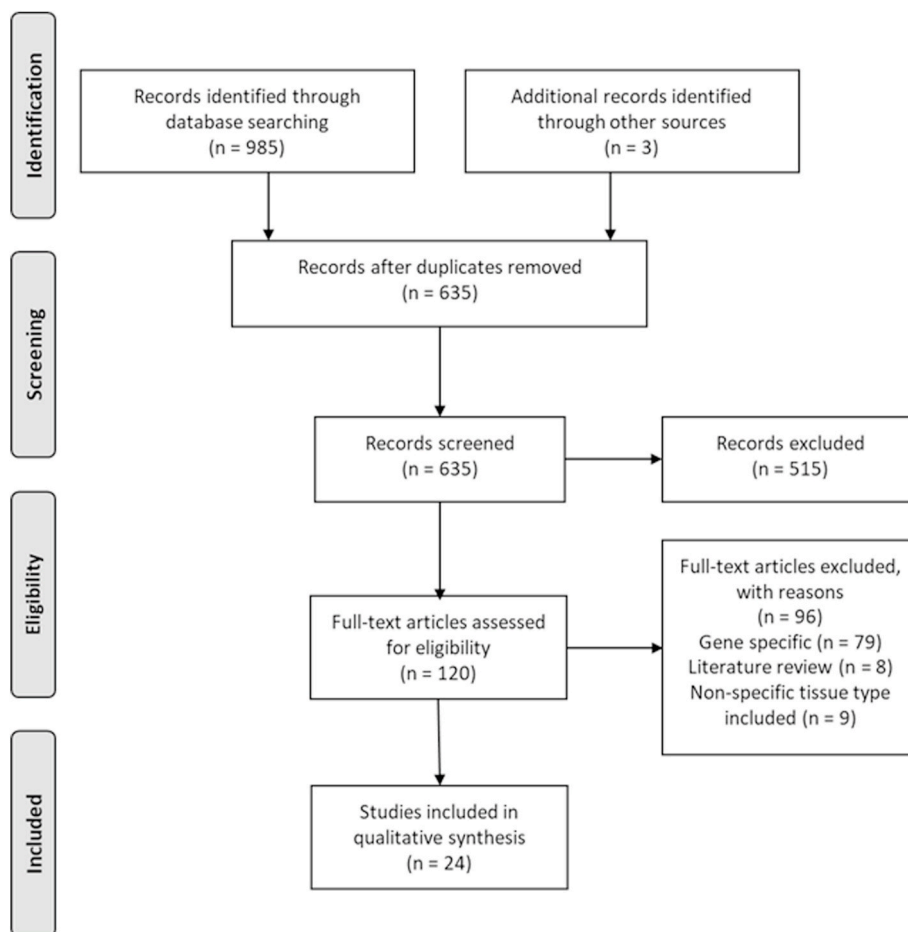 Identification
Records identified through
database searching
(n = 985)
Additional records identified
through other sources
(n = 3)
Screening
Records after duplicates removed
(n = 635)
Records screened
(n = 635)
Records excluded
(n = 515)
Eligibility
Full-text articles assessed
for eligibility
(n = 120)
Full-text articles excluded,
with reasons
(n = 96)
Gene specific (n = 79)
Literature review (n = 8)
Non-specific tissue type
included (n = 9)
Included
Studies included in
qualitative synthesis
(n = 24)